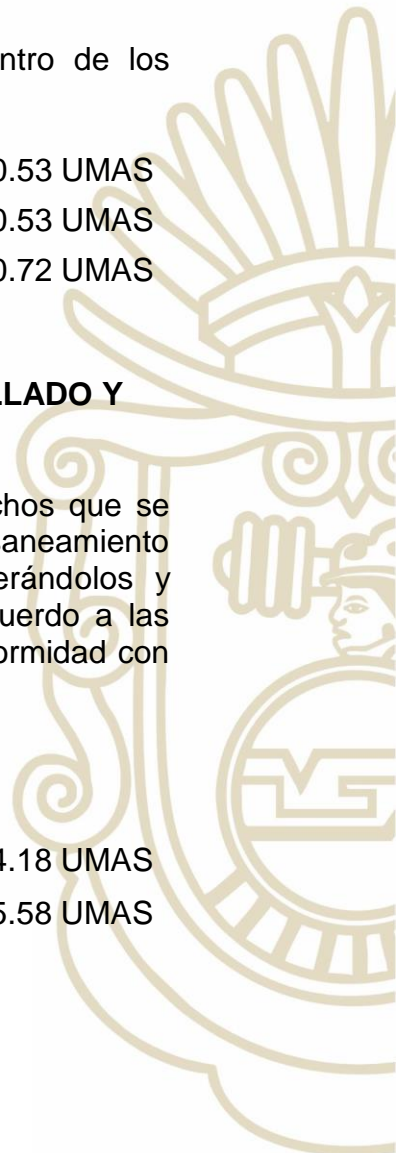 ntro de los
0.53 UMAS
0.53 UMAS
0.72 UMAS
LLADO Y
chos que se
saneamiento
erándolos y
uerdo a las
ormidad con
4.18 UMAS
5.58 UMAS